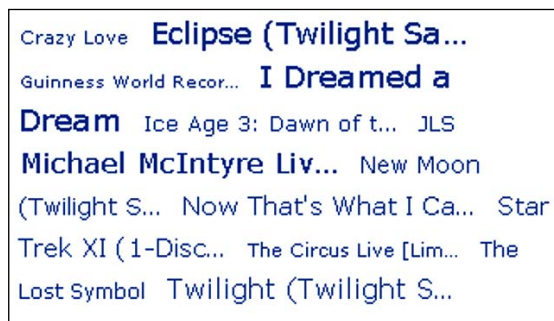 Crazy Love Eclipse (Twilight Sa...
Guinness World Recor... I Dreamed a
Dream Ice Age 3: Dawn of t... JLS
Michael McIntyre Liv... New Moon
(Twilight S... Now That's What I Ca... Star
Trek XI (1-Disc... The Circus Live [Lim... The
Lost Symbol Twilight (Twilight S...